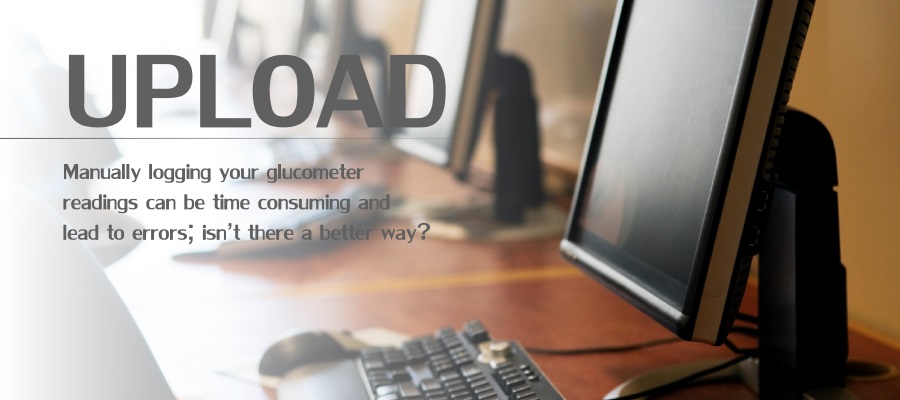 UPLOAD
Manually logging your glucometer
readings can be time consuming and
lead to errors; isn't there a better way?